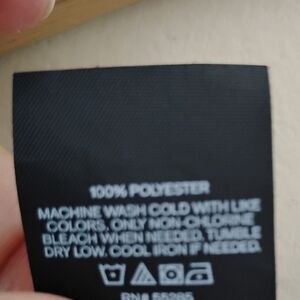 100% POLYESTER
MACHINE WASH COLD WITH LIKE
COLORS, ONLY NON-CHLORINE
BLEACH WHEN NEEDED. TUMBLE
DRY LOW. COOL IRON IF NEEDED.
RN#